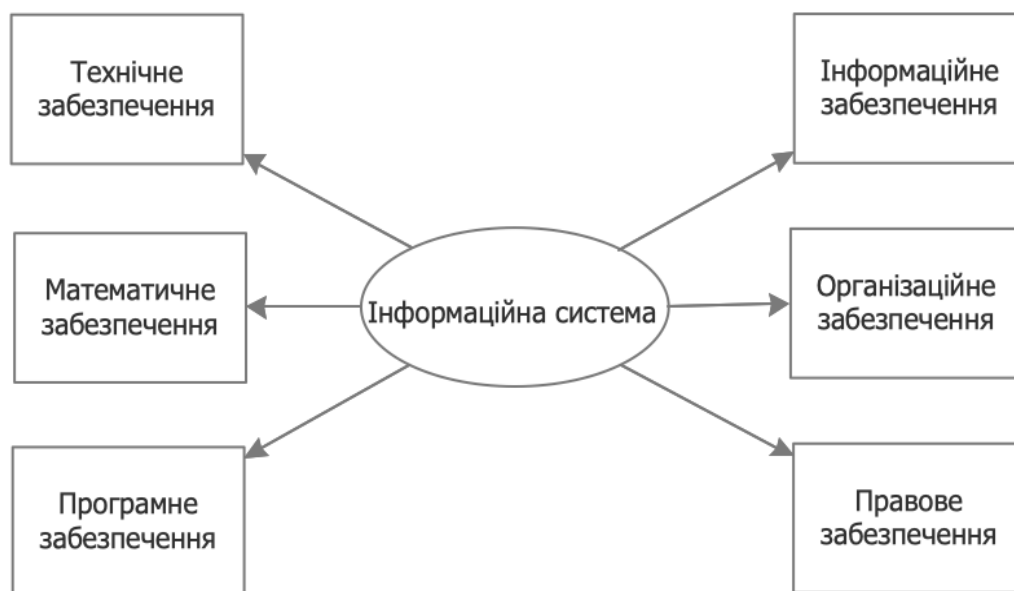 Технічне
забезпечення
Інформаційне
забезпечення
Математичне
забезпечення
Інформаційна система
Організаційне
забезпечення
Програмне
забезпечення
Правове
забезпечення